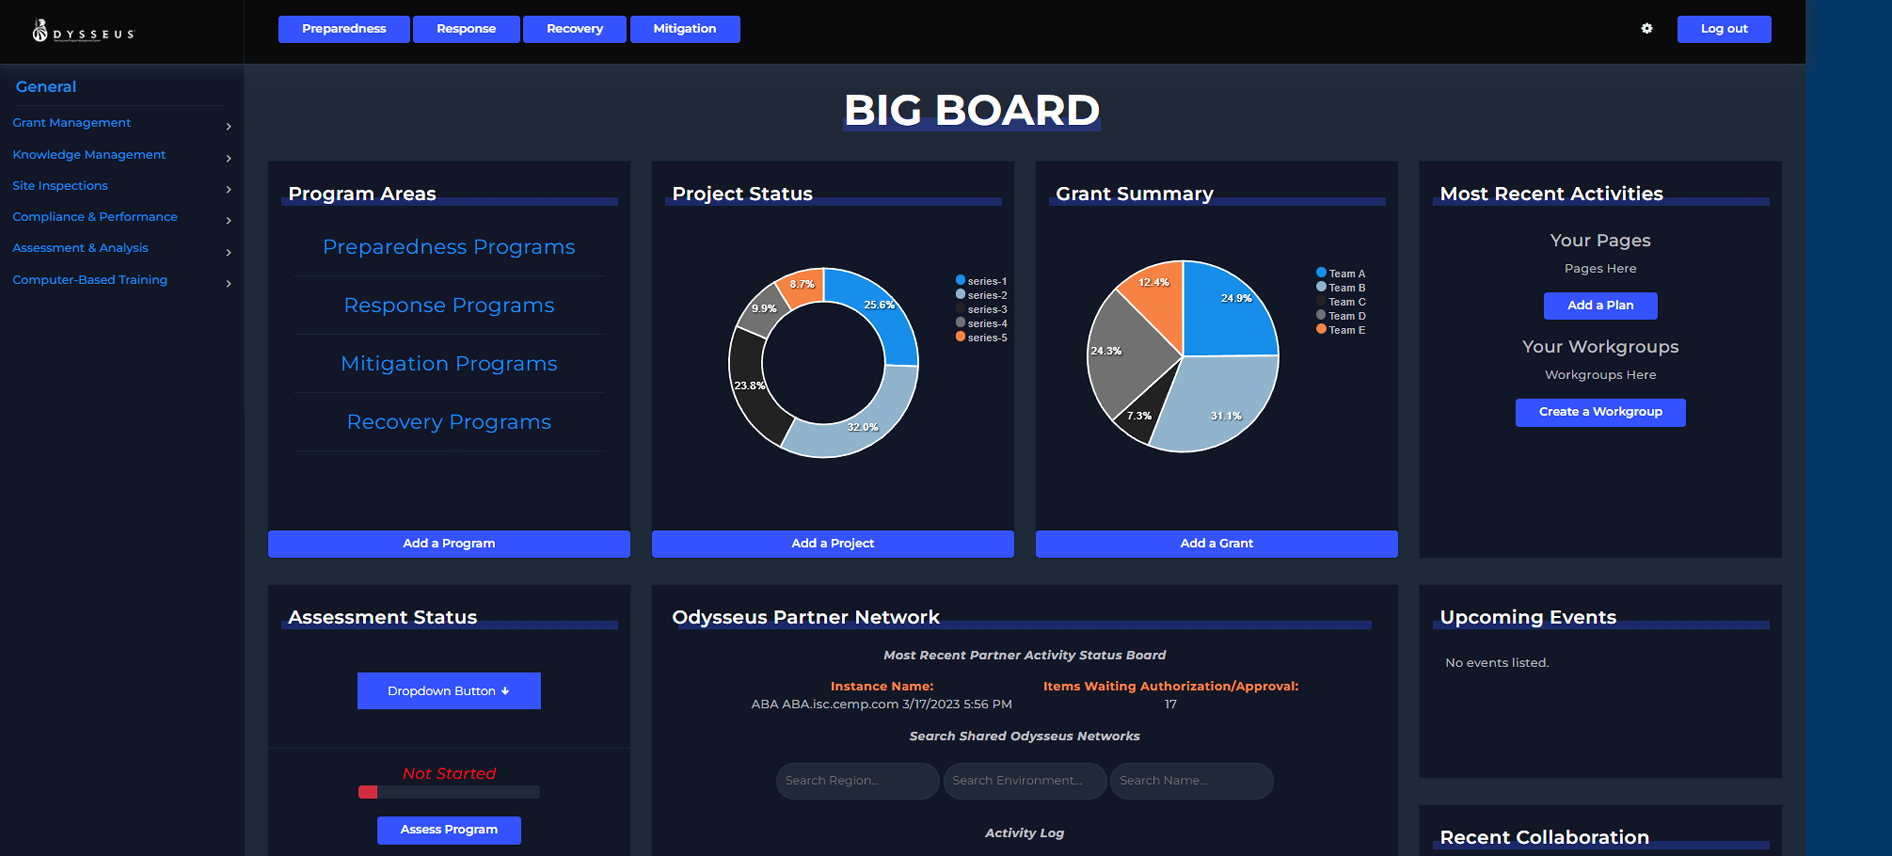 DYSSEUS
Preparedness
Response
Recovery
Mitigation
Log out
General
Grant Management
Knowledge Management
Site Inspections
Compliance & Performance
Assessment & Analysis
Computer-Based Training
BIG BOARD
Program Areas
Preparedness Programs
Response Programs
Mitigation Programs
Recovery Programs
Add a Program
Project Status
8.7%
25.6%
9.9%
23.8%
32.0%
series-1
series-2
series-3
series-4
series-5
Add a Project
Grant Summary
12.4%
24.9%
24.3%
7.3%
31.1%
Team A
Team B
Team C
Team D
Team E
Add a Grant
Most Recent Activities
Your Pages
Pages Here
Add a Plan
Your Workgroups
Workgroups Here
Create a Workgroup
Assessment Status
Dropdown Button
Not Started
Assess Program
Odysseus Partner Network
Most Recent Partner Activity Status Board
Instance Name:
ABA ABA.isc.cemp.com 3/17/2023 5:56 PM
Items Waiting Authorization/Approval:
17
Search Shared Odysseus Networks
Search Region...
Search Environment...
Search Name...
Activity Log
Upcoming Events
No events listed.
Recent Collaboration